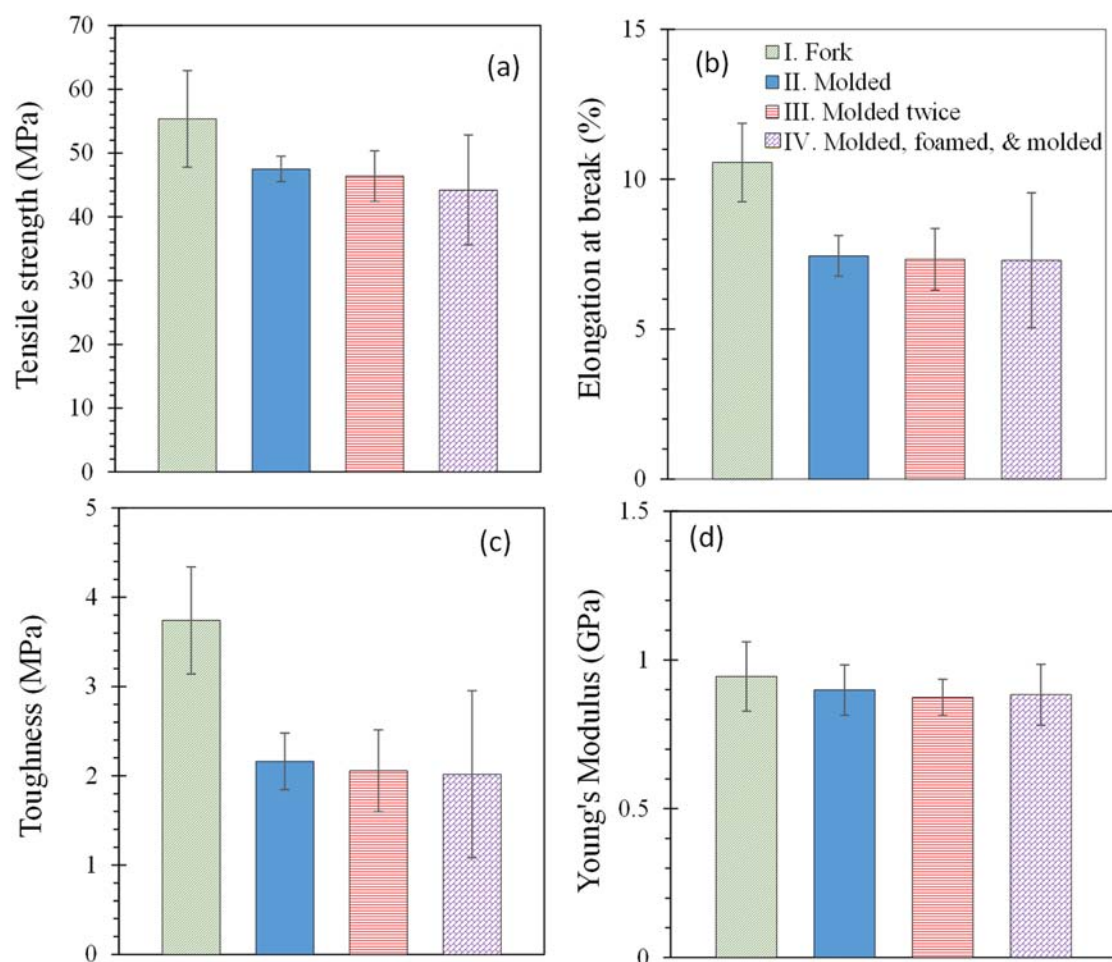 (a)
Tensile strength (MPa)
70
60
50
40
30
20
10
0
(b)
I. Fork
II. Molded
III. Molded twice
IV. Molded, foamed, & molded
Elongation at break (%)
15
10
5
0
(c)
Toughness (MPa)
5
4
3
2
1
0
(d)
Young's Modulus (GPa)
1.5
1
0.5
0